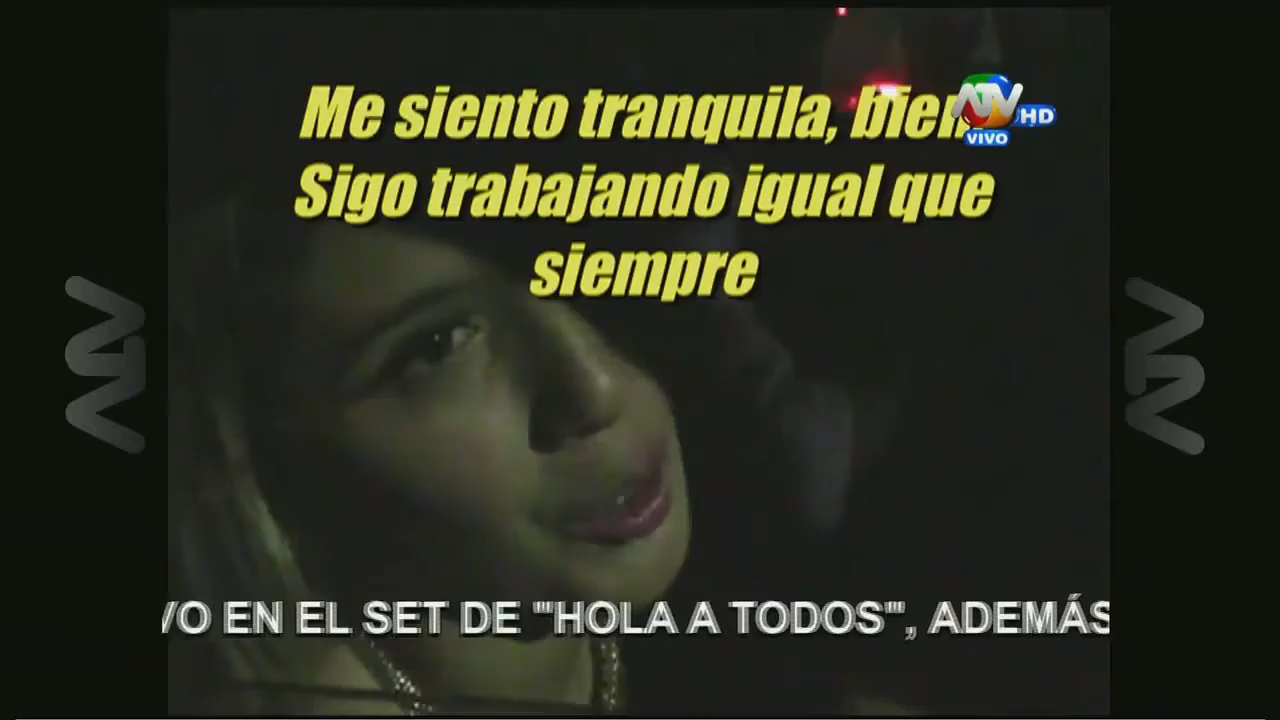 Me siento tranquila, bien
ATV HD
VIVO
Sigo trabajando igual que
siempre
VO EN EL SET DE "HOLA A TODOS", ADEMÁS